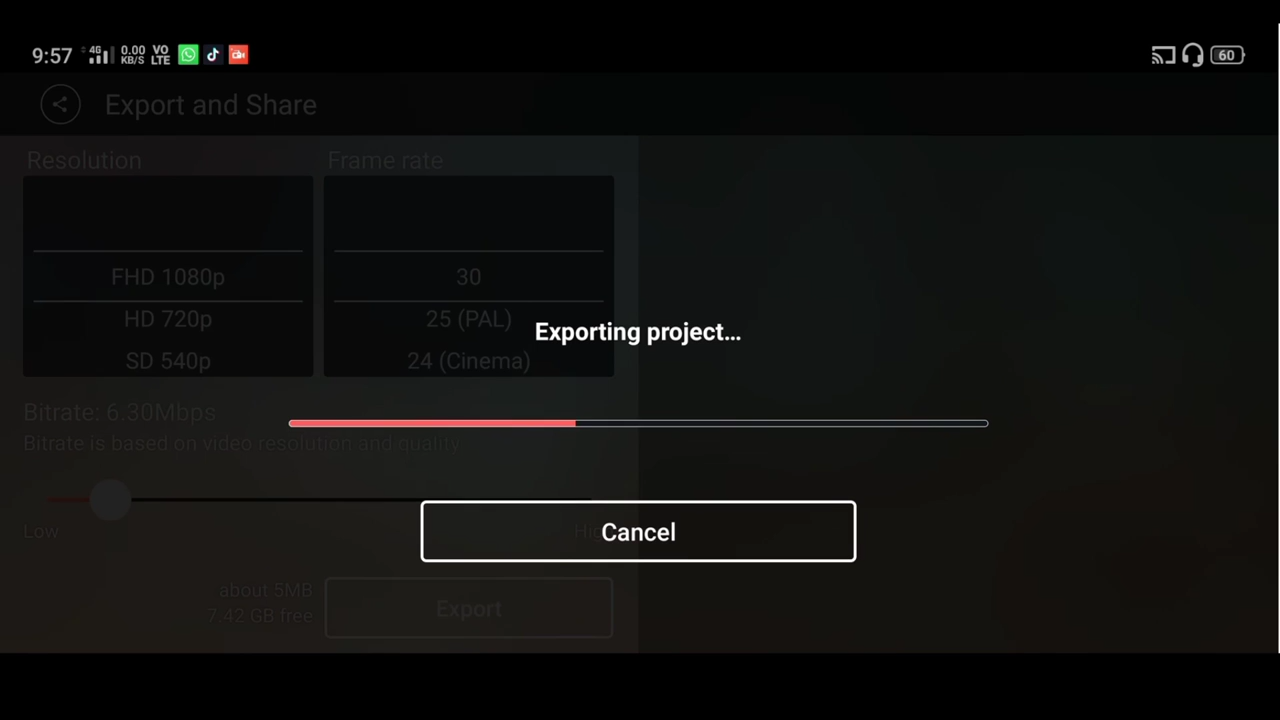 9:57 4G 0.00 KB/S VO LTE 60
Export and Share
Resolution Frame rate
FHD 1080p 30
HD 720p 25 (PAL)
SD 540p 24 (Cinema)
Exporting project...
Bitrate: 6.30Mbps
Bitrate is based on video resolution and quality
Low
Cancel
about 5MB
7.42 GB free
Export